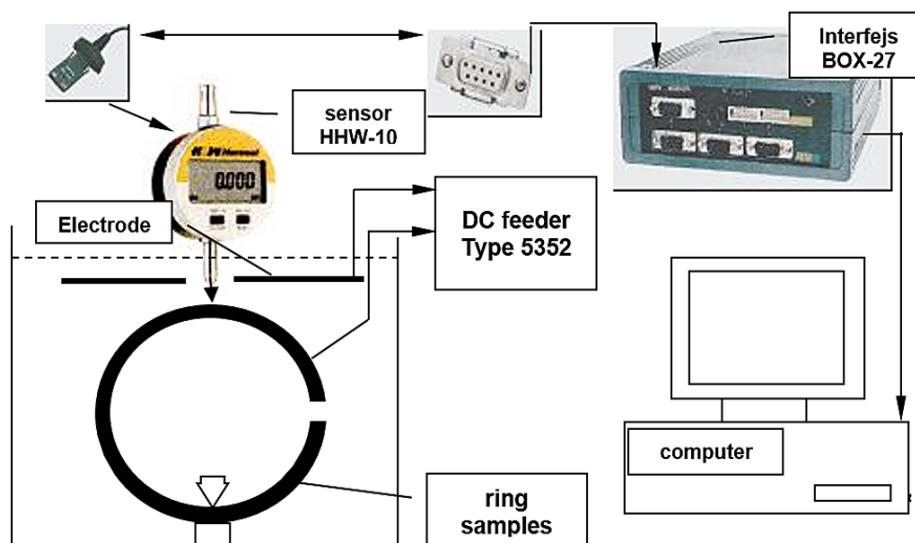 Interfejs
BOX-27
sensor
HHW-10
0.000
Electrode
DC feeder
Type 5352
computer
ring
samples